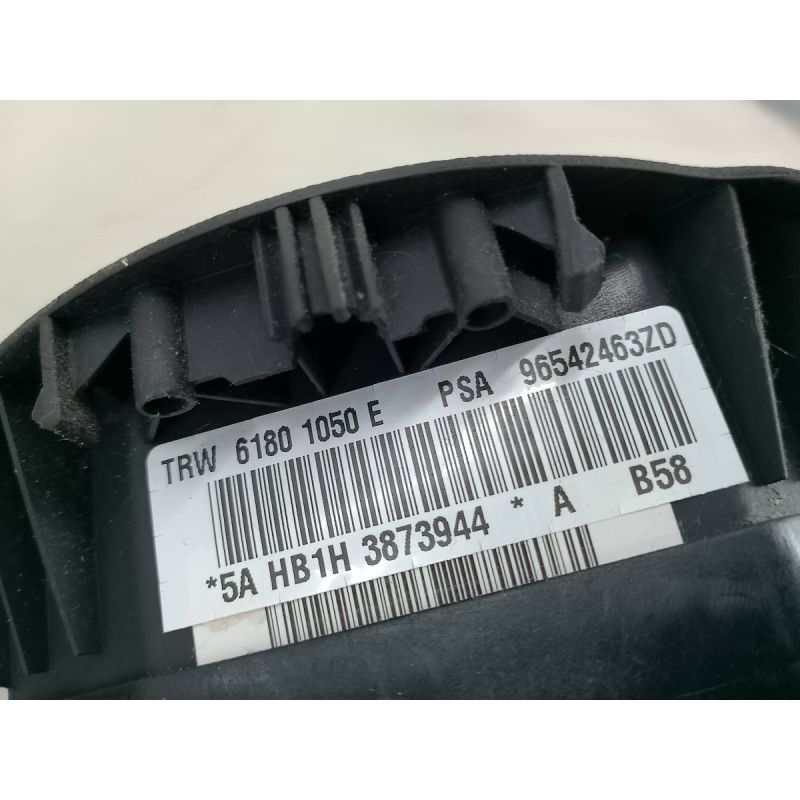 TRW 6180 1050 E PSA 96542463ZD
*5A HB1H 3873944 * A B58